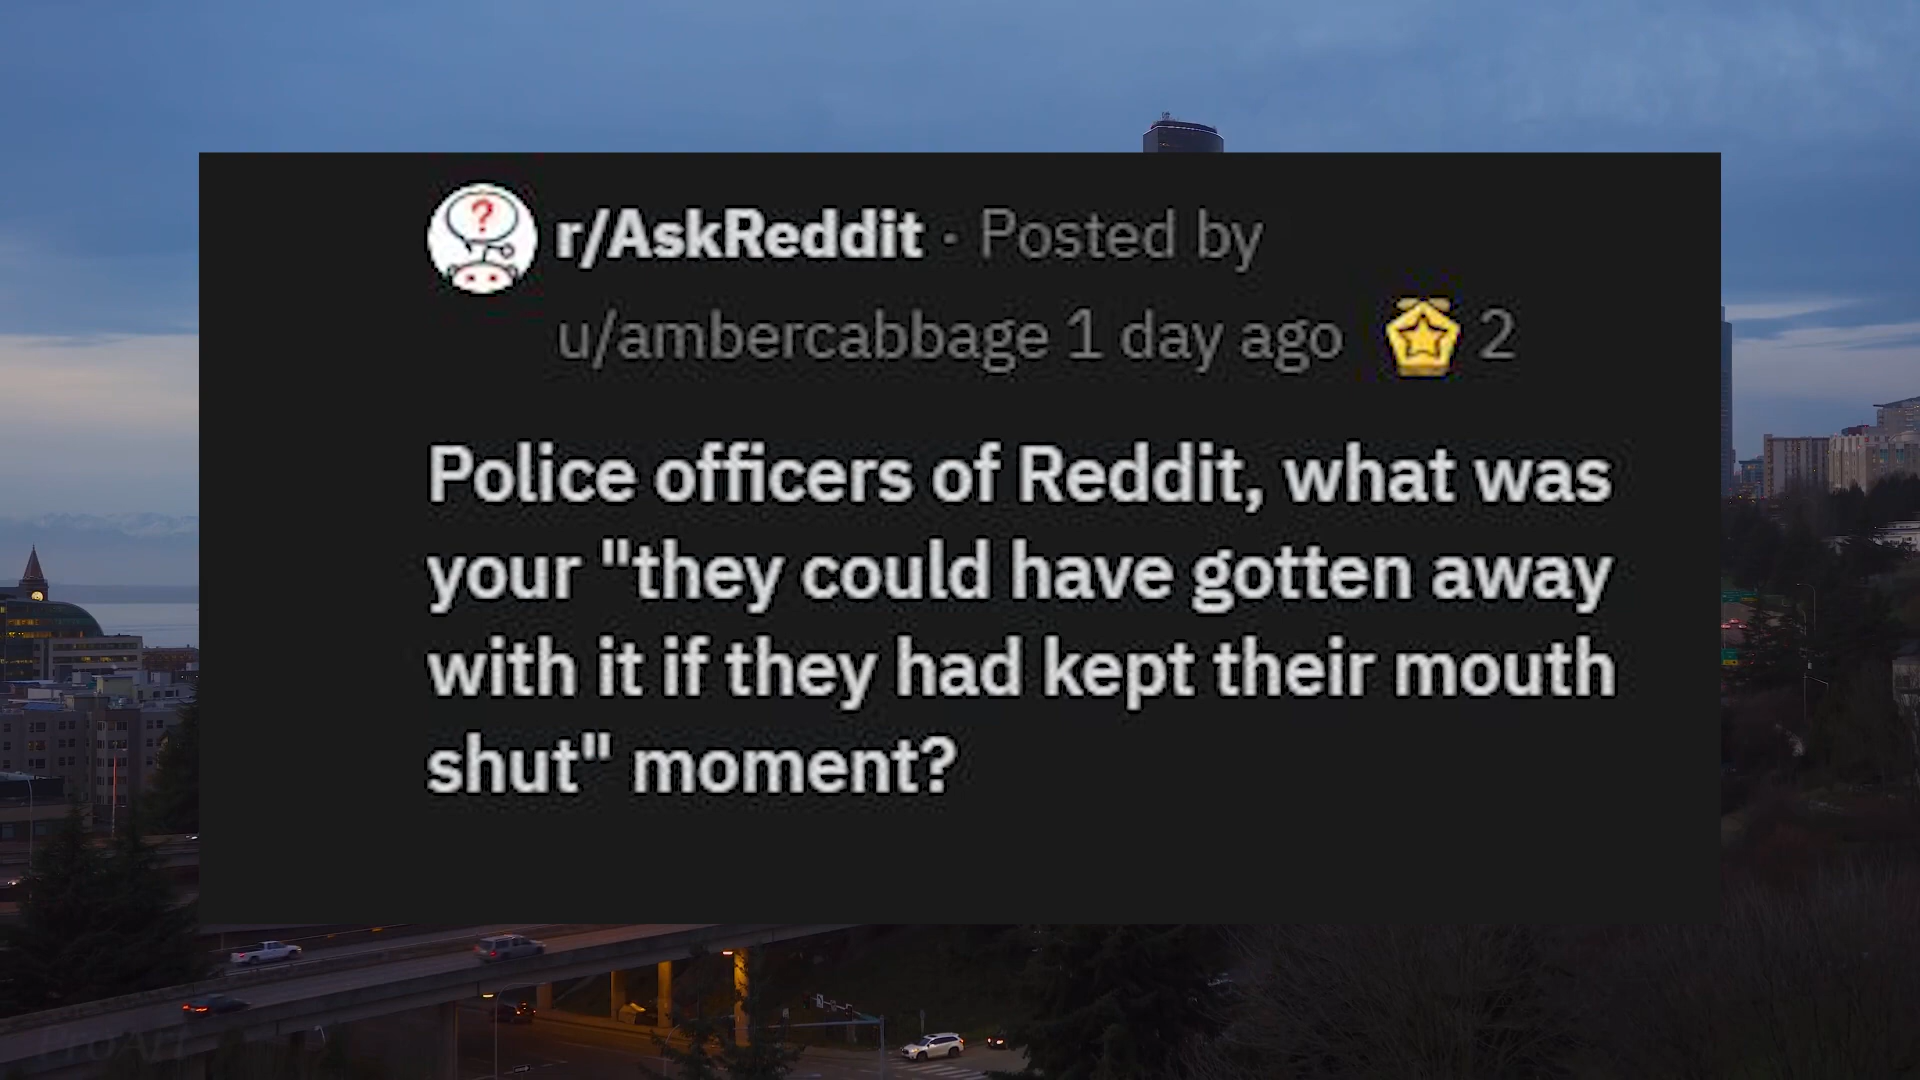 r/AskReddit · Posted by
u/ambercabbage 1 day ago 2
Police officers of Reddit, what was
your "they could have gotten away
with it if they had kept their mouth
shut" moment?